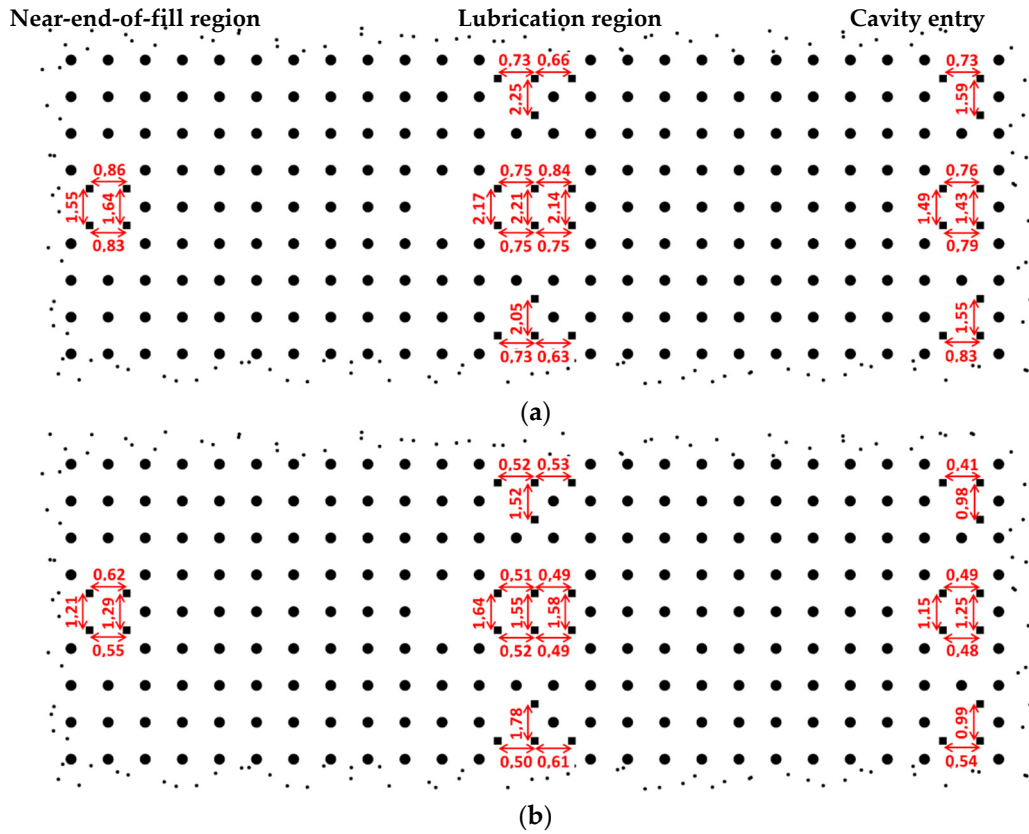 Near-end-of-fill region Lubrication region Cavity entry
0,73 0,66 0,73
2,25 1,59
0,86 0,75 0,84 0,76
1,55 1,64 2,17 2,21 2,14 1,49 1,43
0,83 0,75 0,75 0,79
2,05 1,55
0,73 0,63 0,83
(a)
0,52 0,53 0,41
1,52 0,98
0,62 0,51 0,49 0,49
1,21 1,29 1,64 1,55 1,58 1,15 1,25
0,55 0,52 0,49 0,48
1,78 0,99
0,50 0,61 0,54
(b)